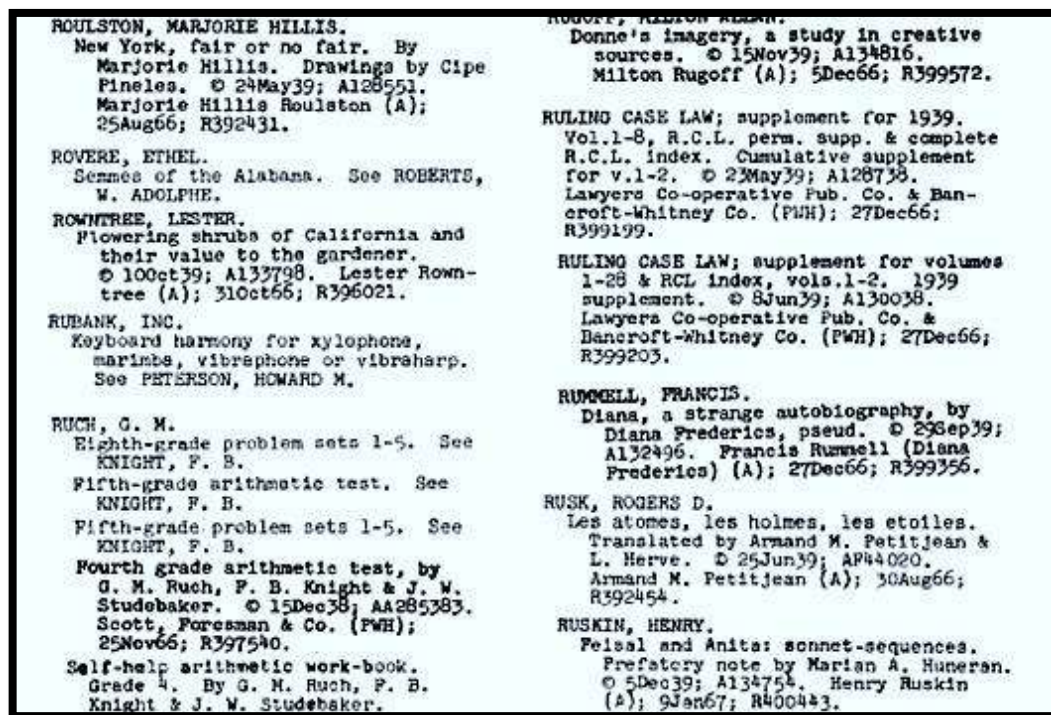 ROULSTON, MARJORIE HILLIS.
New York, fair or no fair. By
Marjorie Hillis. Drawings by Cipe
Pineles. © 24May39; A128551.
Marjorie Hillis Roulston (A);
25Aug66; R392431.
ROVERE, ETHEL.
Semmes of the Alabama. See ROBERTS,
W. ADOLPHE.
ROWNTREE, LESTER.
Flowering shrubs of California and
their value to the gardener.
© 10Oct39; A133798. Lester Rown-
tree (A); 31Oct66; R396021.
RUBANK, INC.
Keyboard harmony for xylophone,
marimba, vibraphone or vibraharp.
See PETERSON, HOWARD M.
RUCH, G. M.
Eighth-grade problem sets 1-5. See
KNIGHT, F. B.
Fifth-grade arithmetic test. See
KNIGHT, F. B.
Fifth-grade problem sets 1-5. See
KNIGHT, F. B.
Fourth grade arithmetic test, by
G. M. Ruch, F. B. Knight & J. W.
Studebaker. © 15Dec38; AA285383.
Scott, Foresman & Co. (PWH);
25Nov66; R397540.
Self-help arithmetic work-book.
Grade 4. By G. M. Ruch, F. B.
Knight & J. W. Studebaker.
RUGOFF, MILTON ALLAN.
Donne's imagery, a study in creative
sources. © 15Nov39; A134816.
Milton Rugoff (A); 5Dec66; R399572.
RULING CASE LAW; supplement for 1939.
Vol.1-8, R.C.L. perm. supp. & complete
R.C.L. index. Cumulative supplement
for v.1-2. © 23May39; A128738.
Lawyers Co-operative Pub. Co. & Ban-
croft-Whitney Co. (PWH); 27Dec66;
R399199.
RULING CASE LAW; supplement for volumes
1-28 & RCL index, vols.1-2. 1939
supplement. © 8Jun39; A130038.
Lawyers Co-operative Pub. Co. &
Bancroft-Whitney Co. (PWH); 27Dec66;
R399203.
RUMMELL, FRANCIS.
Diana, a strange autobiography, by
Diana Frederics, pseud. © 29Sep39;
A132496. Francis Rummell (Diana
Frederics) (A); 27Dec66; R399356.
RUSK, ROGERS D.
Les atomes, les holmes, les etoiles.
Translated by Armand M. Petitjean &
L. Herve. © 25Jun39; AF44020.
Armand M. Petitjean (A); 30Aug66;
R392454.
RUSKIN, HENRY.
Feisal and Anita: sonnet-sequences.
Prefatory note by Marian A. Huneran.
© 5Dec39; A134754. Henry Ruskin
(A); 9Jan67; R400443.